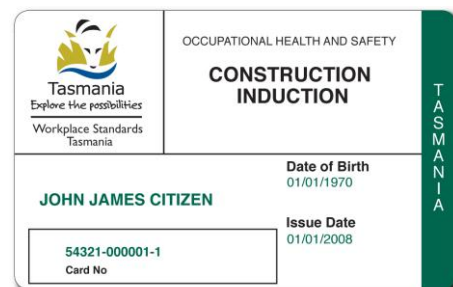 Tasmania
Explore the possibilities
Workplace Standards
Tasmania
OCCUPATIONAL HEALTH AND SAFETY
CONSTRUCTION
INDUCTION
TASMANIA
JOHN JAMES CITIZEN
Date of Birth
01/01/1970
Issue Date
01/01/2008
54321-000001-1
Card No